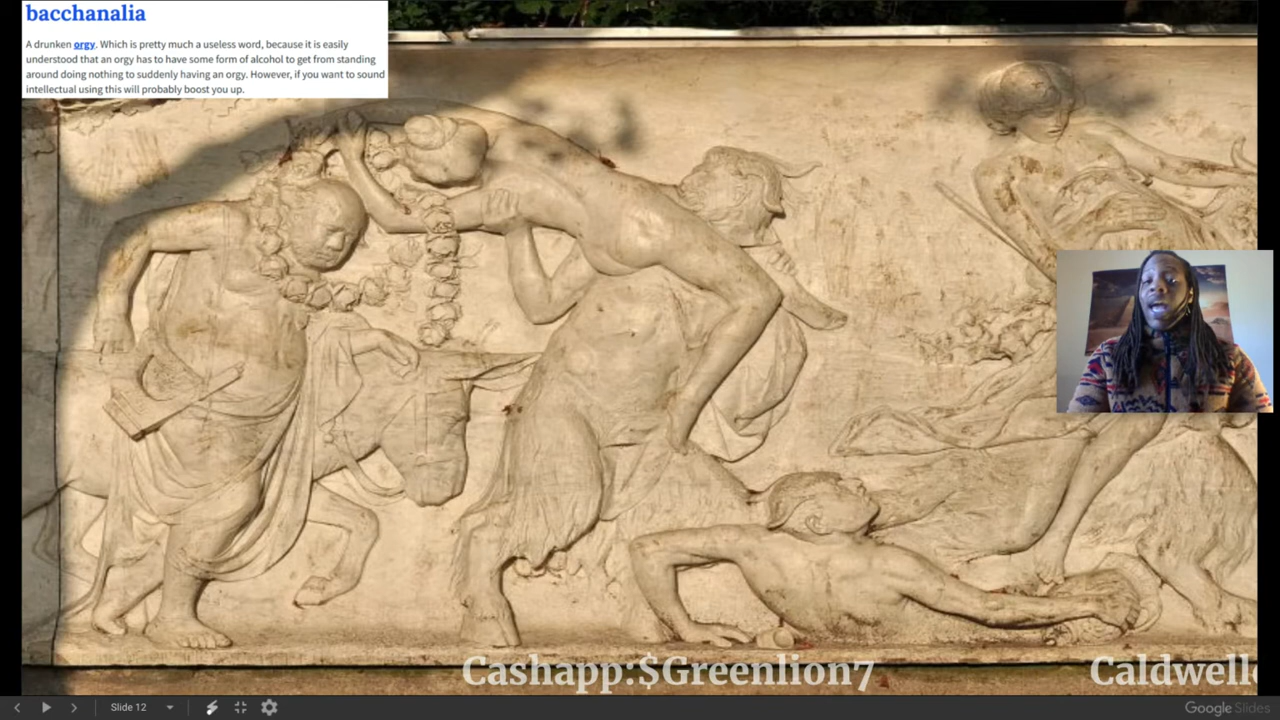 bacchanalia
A drunken orgy. Which is pretty much a useless word, because it is easily
understood that an orgy has to have some form of alcohol to get from standing
around doing nothing to suddenly having an orgy. However, if you want to sound
intellectual using this will probably boost you up.
Cashapp:$Greenlion7 Caldwell
Slide 12
Google Slides